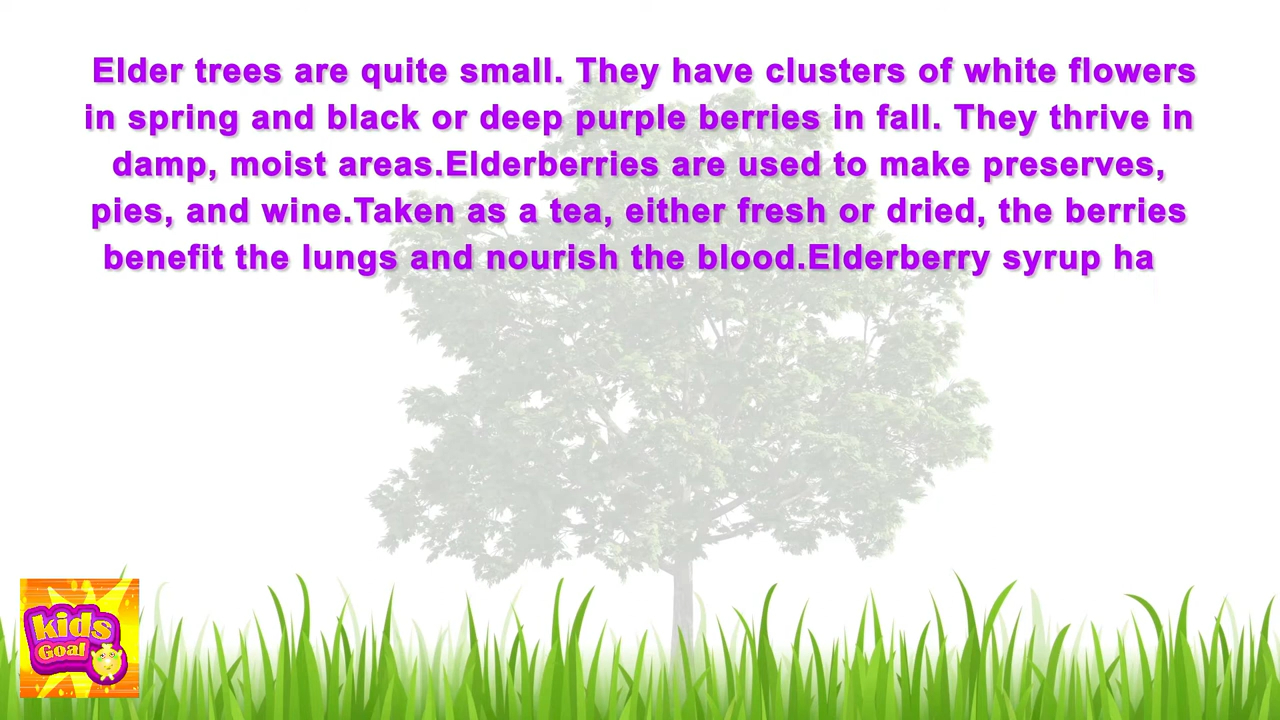 Elder trees are quite small. They have clusters of white flowers
in spring and black or deep purple berries in fall. They thrive in
damp, moist areas.Elderberries are used to make preserves,
pies, and wine.Taken as a tea, either fresh or dried, the berries
benefit the lungs and nourish the blood.Elderberry syrup ha
kids
Goal